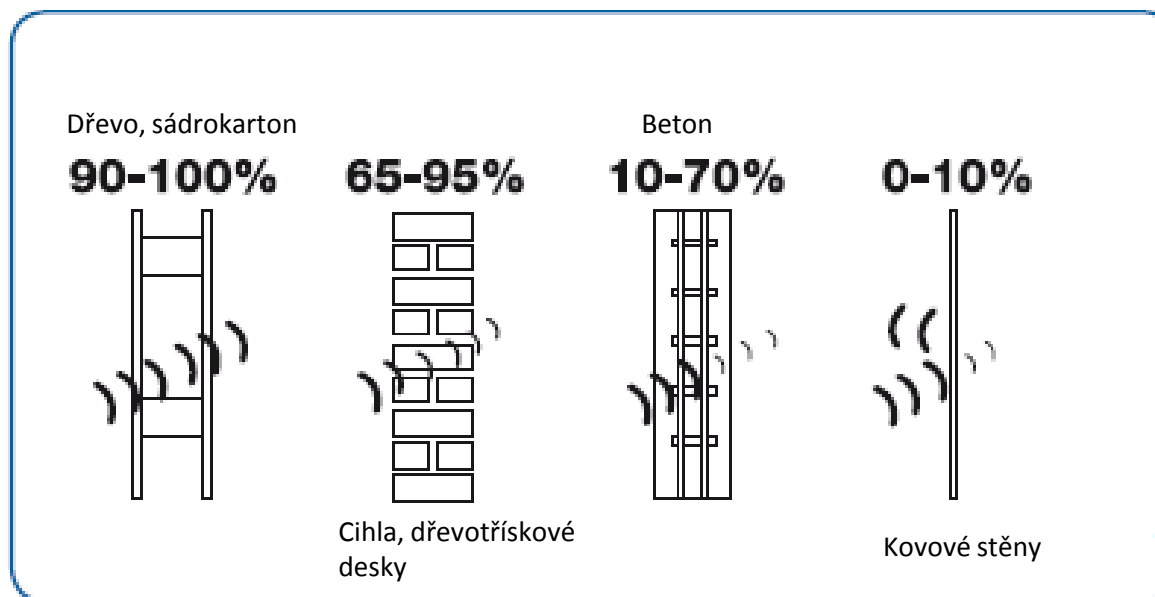 Dřevo, sádrokarton
90-100%
65-95%
Cihla, dřevotřískové
desky
Beton
10-70%
0-10%
Kovové stěny